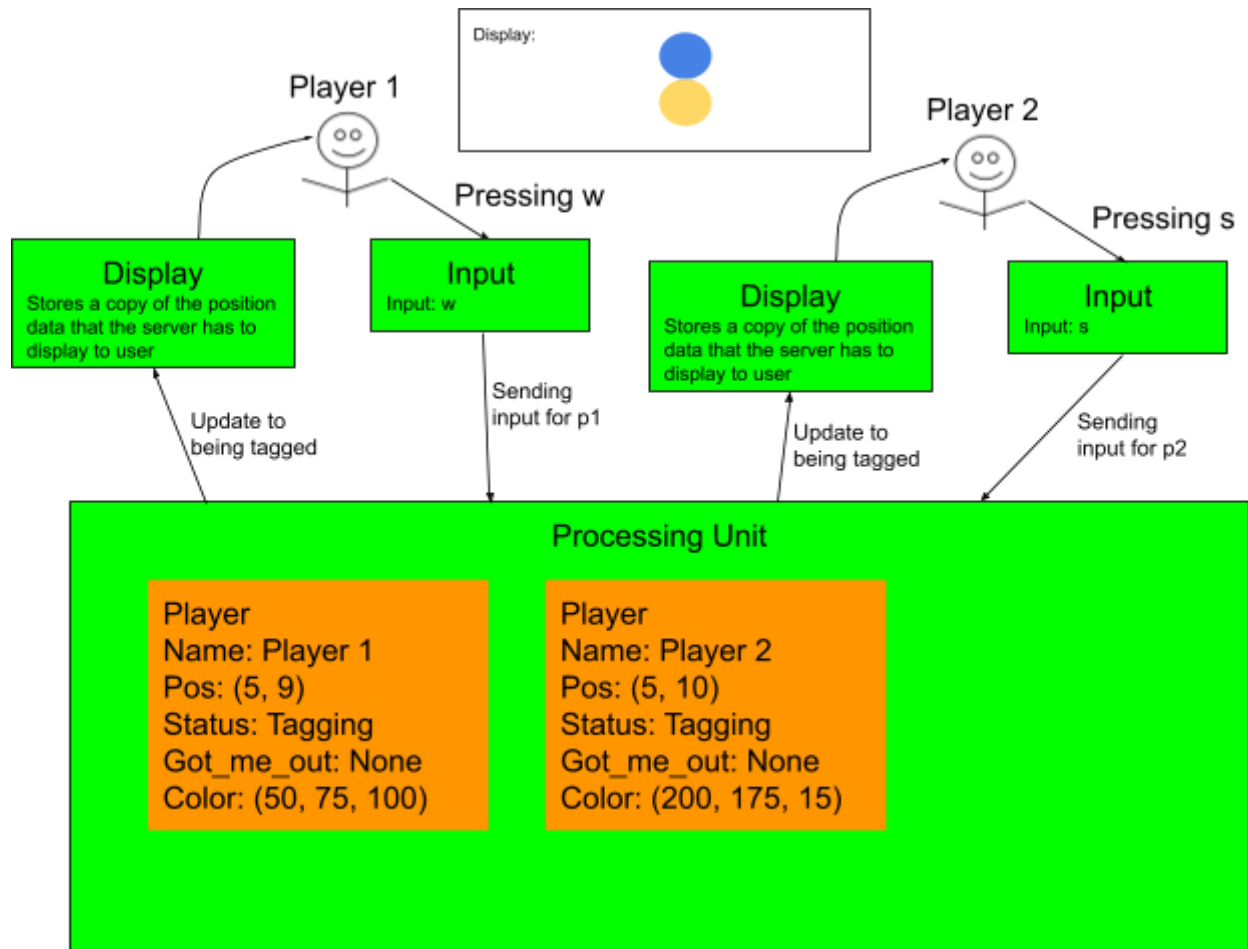 Display:
Player 1
Pressing w
Display
Stores a copy of the position
data that the server has to
display to user
Input
Input: w
Update to
being tagged
Sending
input for p1
Player 2
Pressing s
Display
Stores a copy of the position
data that the server has to
display to user
Input
Input: s
Update to
being tagged
Sending
input for p2
Processing Unit
Player
Name: Player 1
Pos: (5, 9)
Status: Tagging
Got_me_out: None
Color: (50, 75, 100)
Player
Name: Player 2
Pos: (5, 10)
Status: Tagging
Got_me_out: None
Color: (200, 175, 15)